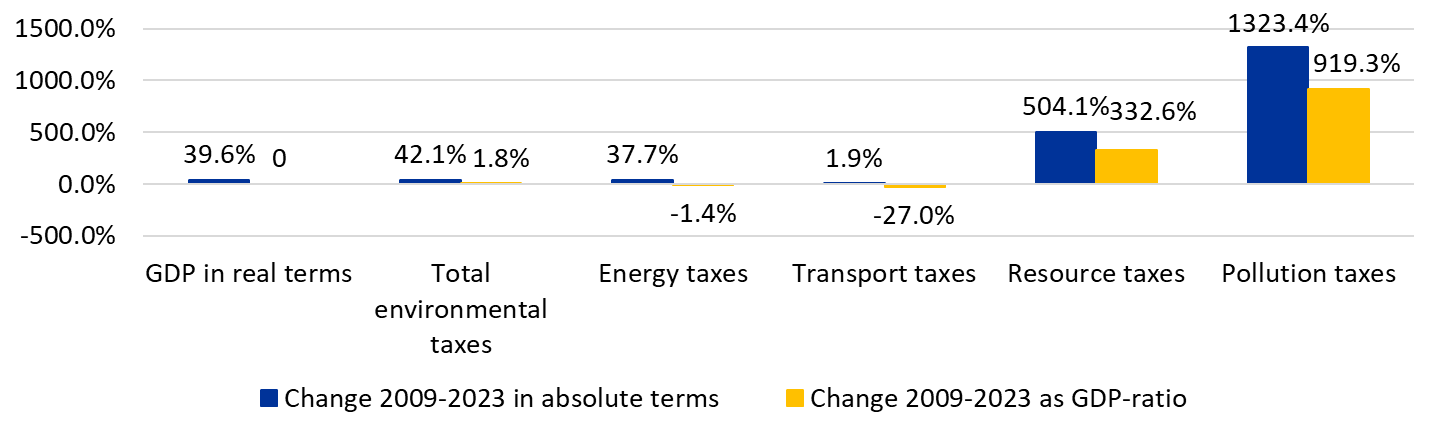 1500.0%
1000.0%
500.0%
0.0%
-500.0%
39.6% 0
42.1% 1.8%
37.7%
-1.4%
1.9%
-27.0%
504.1% 332.6%
1323.4%
919.3%
GDP in real terms
Total
environmental
taxes
Energy taxes
Transport taxes
Resource taxes
Pollution taxes
Change 2009-2023 in absolute terms
Change 2009-2023 as GDP-ratio